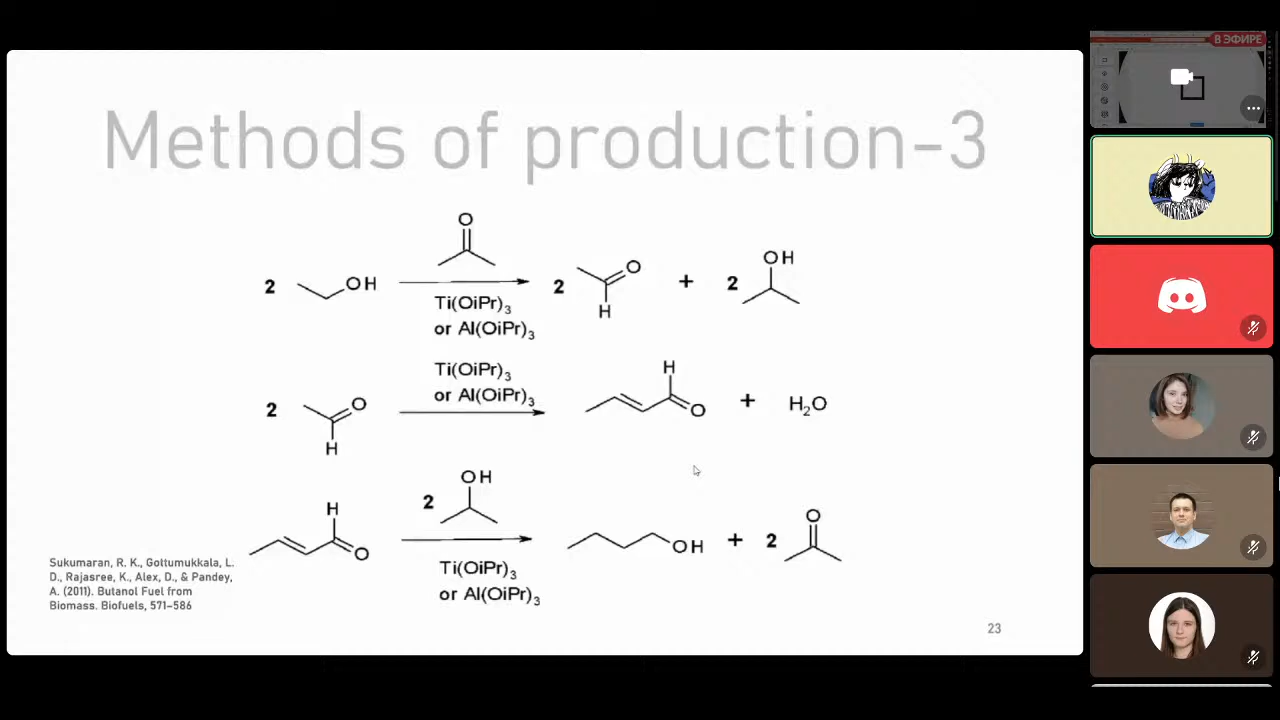 В ЭФИРЕ
Methods of production-3
O
2 OH 2 O + 2 OH
H
Ti(OiPr)3
or Al(OiPr)3
Ti(OiPr)3
or Al(OiPr)3
H
2 O O + H2O
H
2 OH
H
O OH + 2 O
Ti(OiPr)3
or Al(OiPr)3
Sukumaran, R. K., Gottumukkala, L.
D., Rajasree, K., Alex, D., & Pandey,
A. (2011). Butanol Fuel from
Biomass. Biofuels, 571–586
23